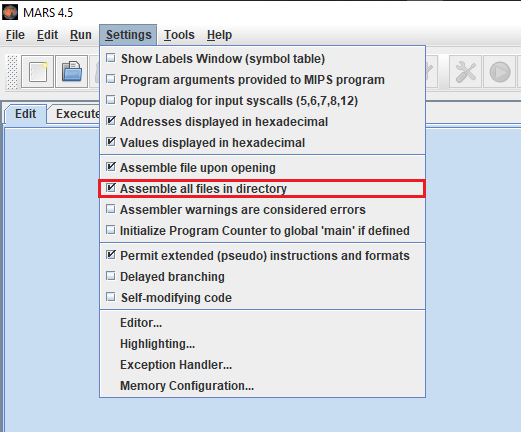 MARS 4.5
File Edit Run Settings Tools Help
Show Labels Window (symbol table)
Program arguments provided to MIPS program
Popup dialog for input syscalls (5,6,7,8,12)
Addresses displayed in hexadecimal
Values displayed in hexadecimal
Edit Execute
Assemble file upon opening
Assemble all files in directory
Assembler warnings are considered errors
Initialize Program Counter to global 'main' if defined
Permit extended (pseudo) instructions and formats
Delayed branching
Self-modifying code
Editor...
Highlighting...
Exception Handler...
Memory Configuration...